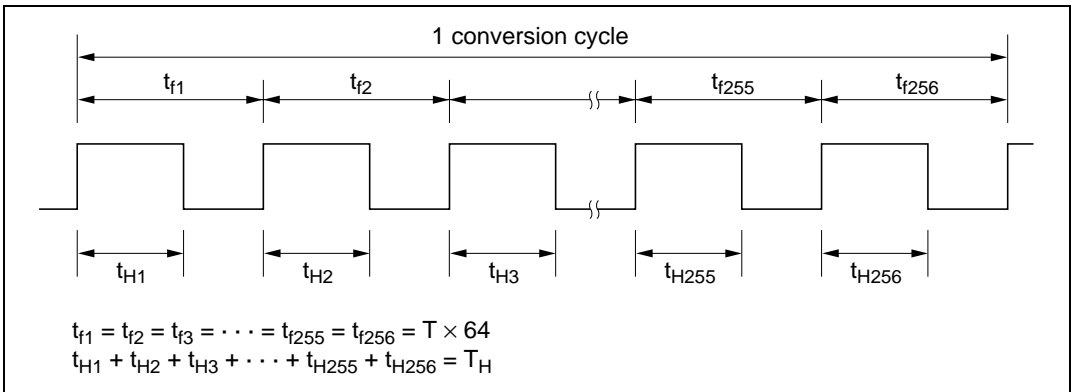 1 conversion cycle
tf1 tf2 tf255 tf256
tH1 tH2 tH3 tH255 tH256
tf1 = tf2 = tf3 = · · · = tf255 = tf256 = T × 64
tH1 + tH2 + tH3 + · · · + tH255 + tH256 = TH